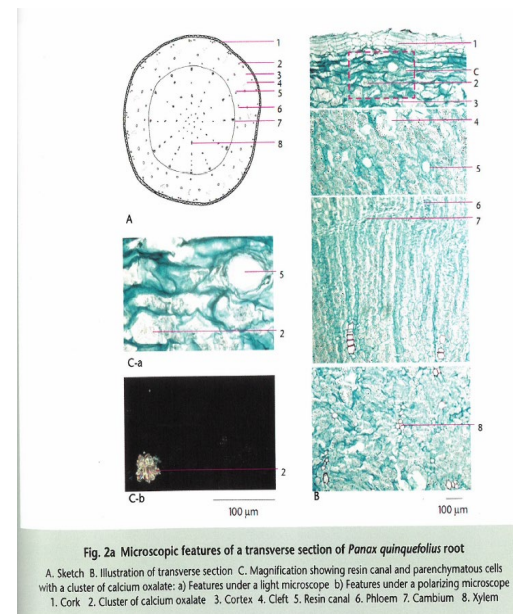 1
2
3
4
5
6
7
8
A
1
C
2
3
4
5
6
7
8
B
100 μm
5
2
C-a
2
C-b
100 μm
Fig. 2a Microscopic features of a transverse section of Panax quinquefolius root
A. Sketch B. Illustration of transverse section C. Magnification showing resin canal and parenchymatous cells
with a cluster of calcium oxalate: a) Features under a light microscope b) Features under a polarizing microscope
1. Cork 2. Cluster of calcium oxalate 3. Cortex 4. Cleft 5. Resin canal 6. Phloem 7. Cambium 8. Xylem